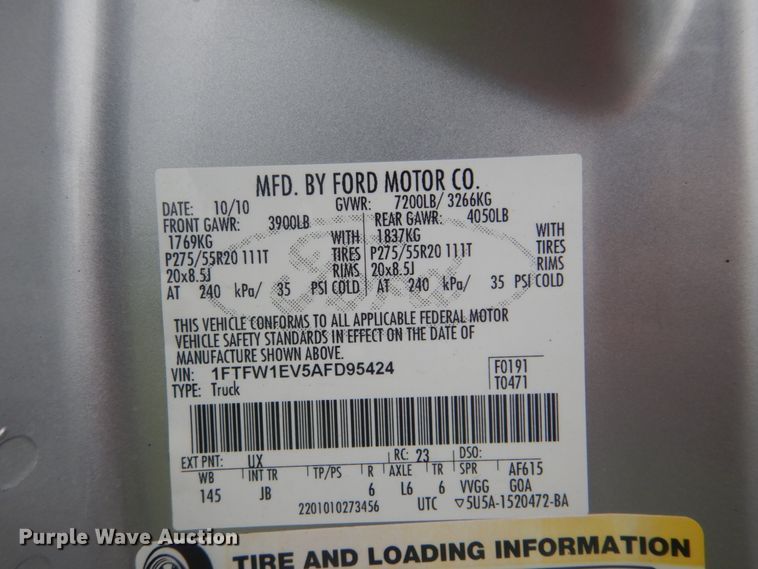 MFD. BY FORD MOTOR CO.
DATE: 10/10 GVWR: 7200LB/ 3266KG
FRONT GAWR: 3900LB REAR GAWR: 4050LB
1769KG WITH 1837KG WITH
P275/55R20 111T TIRES P275/55R20 111T TIRES
20x8.5J RIMS 20x8.5J RIMS
AT 240 kPa/ 35 PSI COLD AT 240 kPa/ 35 PSI COLD
Ford
THIS VEHICLE CONFORMS TO ALL APPLICABLE FEDERAL MOTOR
VEHICLE SAFETY STANDARDS IN EFFECT ON THE DATE OF
MANUFACTURE SHOWN ABOVE.
VIN: 1FTFW1EV5AFD95424 F0191
TYPE: Truck T0471
EXT PNT: UX RC: 23 DSO:
WB INT TR TP/PS R AXLE TR SPR AF615
145 JB 6 L6 6 VVGG GOA
2201010273456 UTC ▽5U5A-1520472-BA
Purple Wave Auction
TIRE AND LOADING INFORMATION